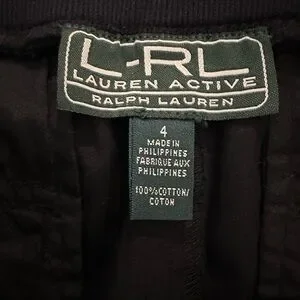 L-RL
LAUREN ACTIVE
RALPH LAUREN
4
MADE IN
PHILIPPINES
FABRIQUE AUX
PHILIPPINES
100%COTTON/
COTON